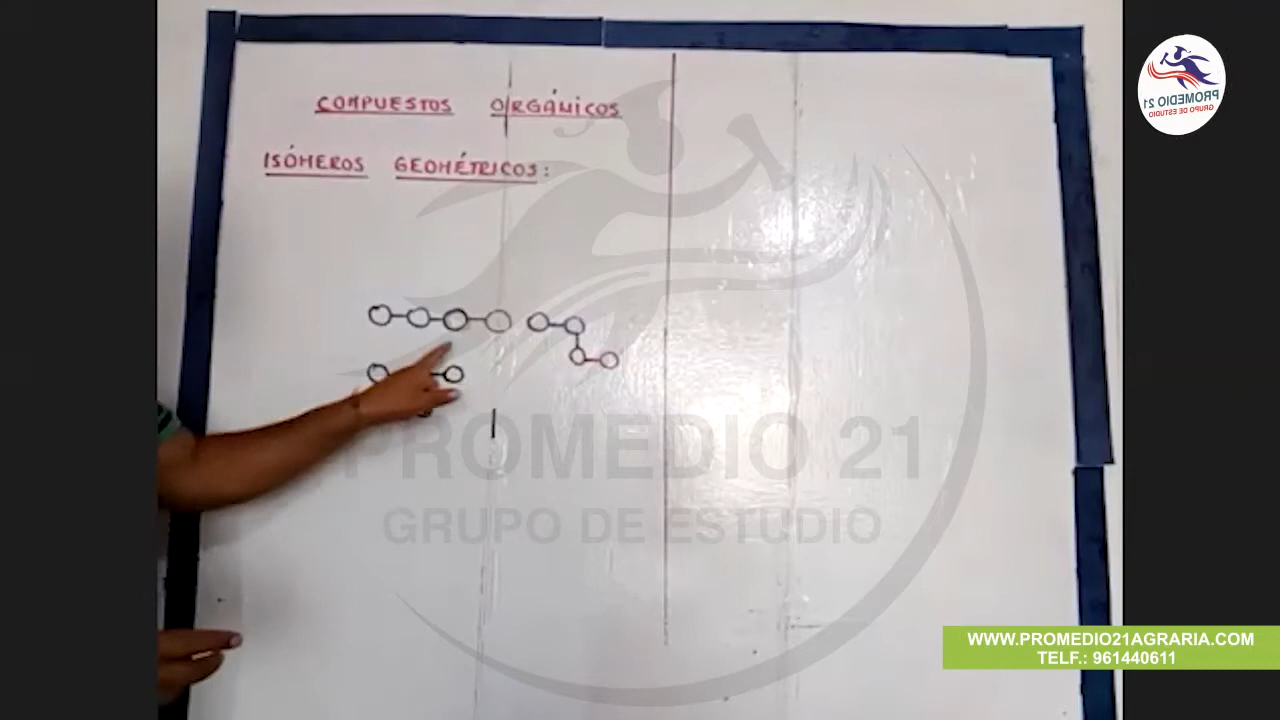 COMPUESTOS ORGÁNICOS
ISÓMEROS GEOMÉTRICOS:
PROMEDIO 21
GRUPO DE ESTUDIO
PROMEDIO 21
GRUPO DE ESTUDIO
WWW.PROMEDIO21AGRARIA.COM
TELF.: 961440611